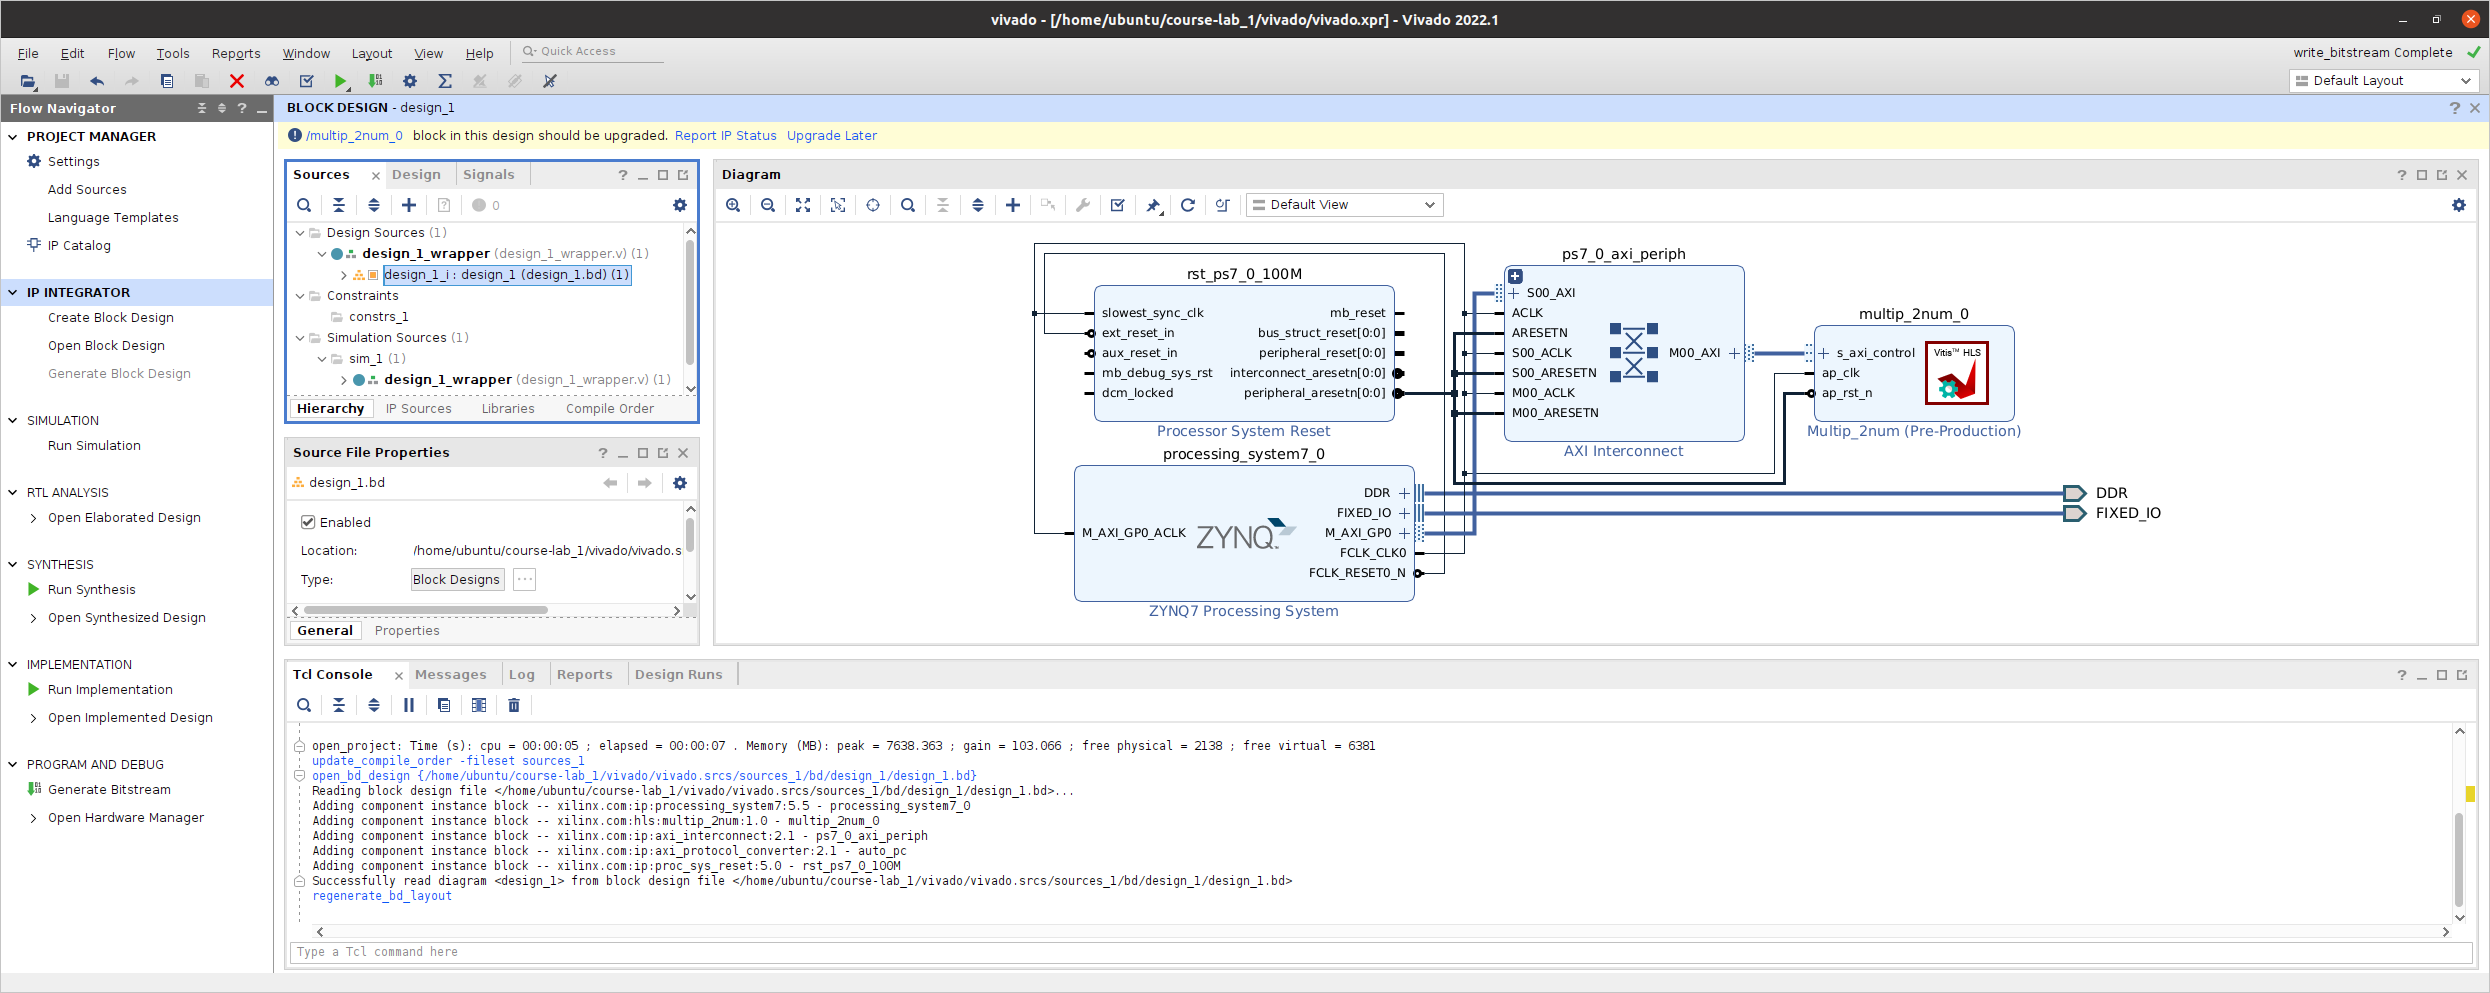 vivado - [/home/ubuntu/course-lab_1/vivado/vivado.xpr] - Vivado 2022.1
File Edit Flow Tools Reports Window Layout View Help Quick Access
write_bitstream Complete
Default Layout
Flow Navigator
PROJECT MANAGER
Settings
Add Sources
Language Templates
IP Catalog
IP INTEGRATOR
Create Block Design
Open Block Design
Generate Block Design
SIMULATION
Run Simulation
RTL ANALYSIS
Open Elaborated Design
SYNTHESIS
Run Synthesis
Open Synthesized Design
IMPLEMENTATION
Run Implementation
Open Implemented Design
PROGRAM AND DEBUG
Generate Bitstream
Open Hardware Manager
BLOCK DESIGN - design_1
/multip_2num_0 block in this design should be upgraded. Report IP Status Upgrade Later
Sources Design Signals
0
Design Sources (1)
design_1_wrapper (design_1_wrapper.v) (1)
design_1_i : design_1 (design_1.bd) (1)
Constraints
constrs_1
Simulation Sources (1)
sim_1 (1)
design_1_wrapper (design_1_wrapper.v) (1)
Hierarchy IP Sources Libraries Compile Order
Source File Properties
design_1.bd
Enabled
Location: /home/ubuntu/course-lab_1/vivado/vivado.s
Type: Block Designs ...
General Properties
Diagram
Default View
rst_ps7_0_100M
slowest_sync_clk
ext_reset_in
aux_reset_in
mb_debug_sys_rst
dcm_locked
mb_reset
bus_struct_reset[0:0]
peripheral_reset[0:0]
interconnect_aresetn[0:0]
peripheral_aresetn[0:0]
Processor System Reset
processing_system7_0
M_AXI_GP0_ACLK
ZYNQ
DDR
FIXED_IO
M_AXI_GP0
FCLK_CLK0
FCLK_RESET0_N
ZYNQ7 Processing System
ps7_0_axi_periph
S00_AXI
ACLK
ARESETN
S00_ACLK
S00_ARESETN
M00_ACLK
M00_ARESETN
M00_AXI
AXI Interconnect
multip_2num_0
s_axi_control
ap_clk
ap_rst_n
Vitis™ HLS
Multip_2num (Pre-Production)
DDR
FIXED_IO
Tcl Console Messages Log Reports Design Runs
open_project: Time (s): cpu = 00:00:05 ; elapsed = 00:00:07 . Memory (MB): peak = 7638.363 ; gain = 103.066 ; free physical = 2138 ; free virtual = 6381
update_compile_order -fileset sources_1
open_bd_design {/home/ubuntu/course-lab_1/vivado/vivado.srcs/sources_1/bd/design_1/design_1.bd}
Reading block design file </home/ubuntu/course-lab_1/vivado/vivado.srcs/sources_1/bd/design_1/design_1.bd>...
Adding component instance block -- xilinx.com:ip:processing_system7:5.5 - processing_system7_0
Adding component instance block -- xilinx.com:hls:multip_2num:1.0 - multip_2num_0
Adding component instance block -- xilinx.com:ip:axi_interconnect:2.1 - ps7_0_axi_periph
Adding component instance block -- xilinx.com:ip:axi_protocol_converter:2.1 - auto_pc
Adding component instance block -- xilinx.com:ip:proc_sys_reset:5.0 - rst_ps7_0_100M
Successfully read diagram <design_1> from block design file </home/ubuntu/course-lab_1/vivado/vivado.srcs/sources_1/bd/design_1/design_1.bd>
regenerate_bd_layout
Type a Tcl command here